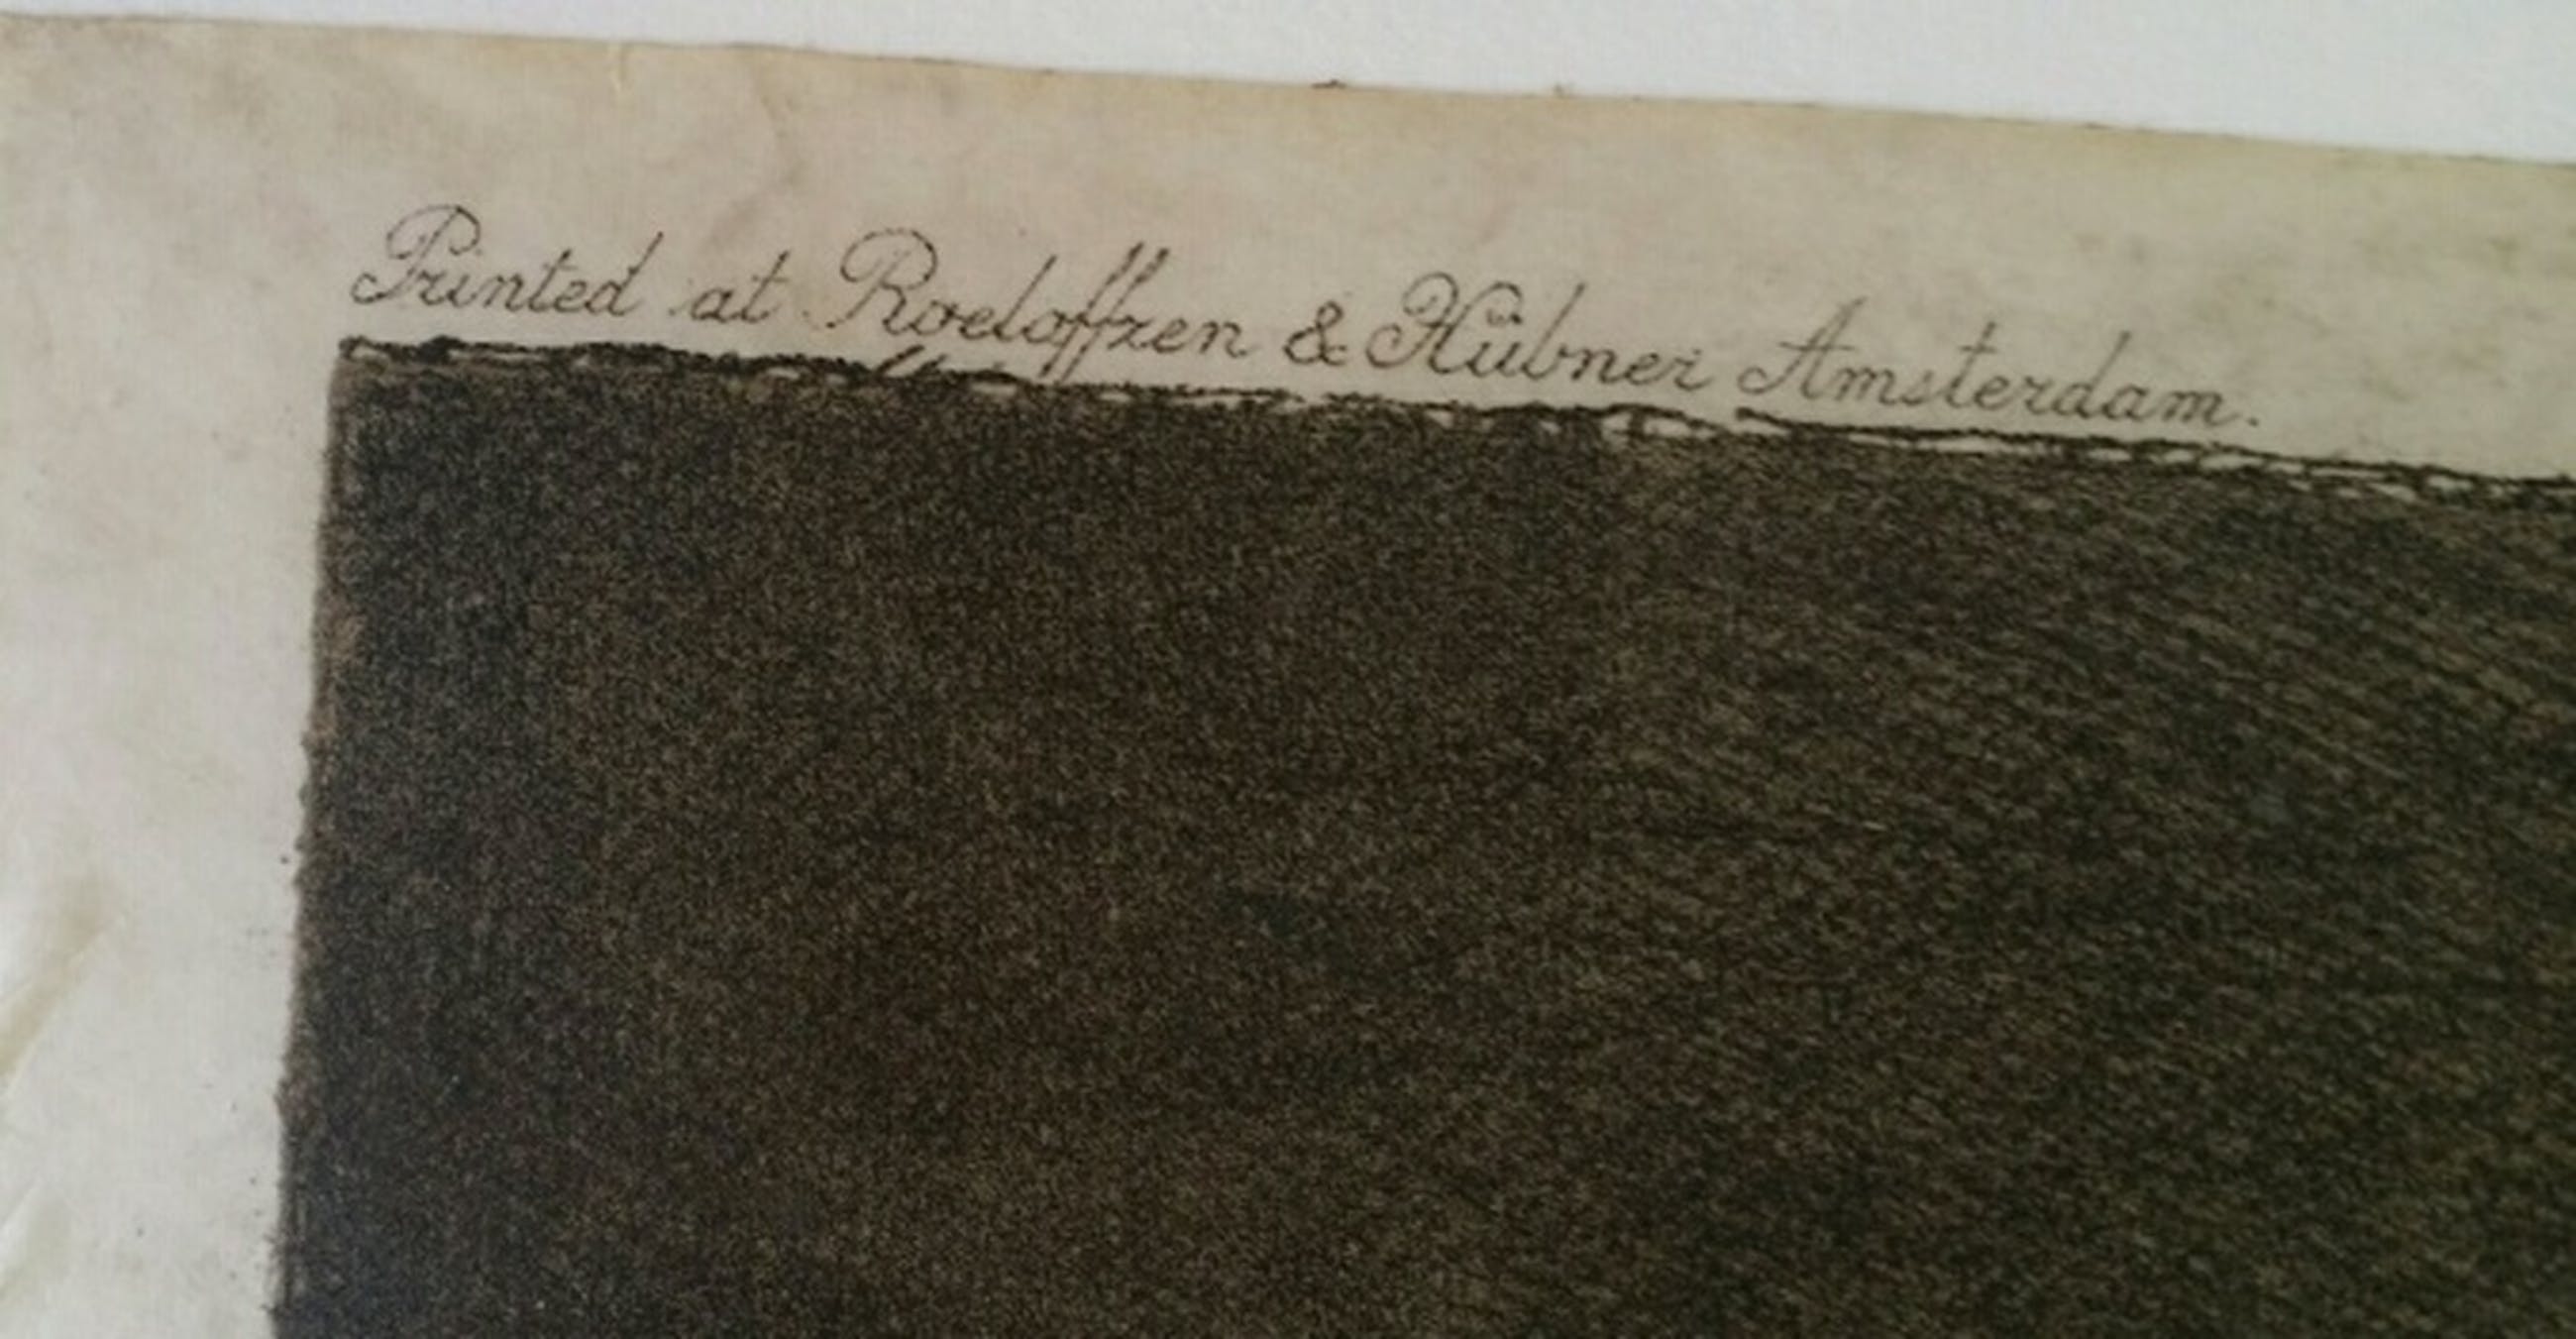 Printed at Roeloffzen & Hübner Amsterdam.